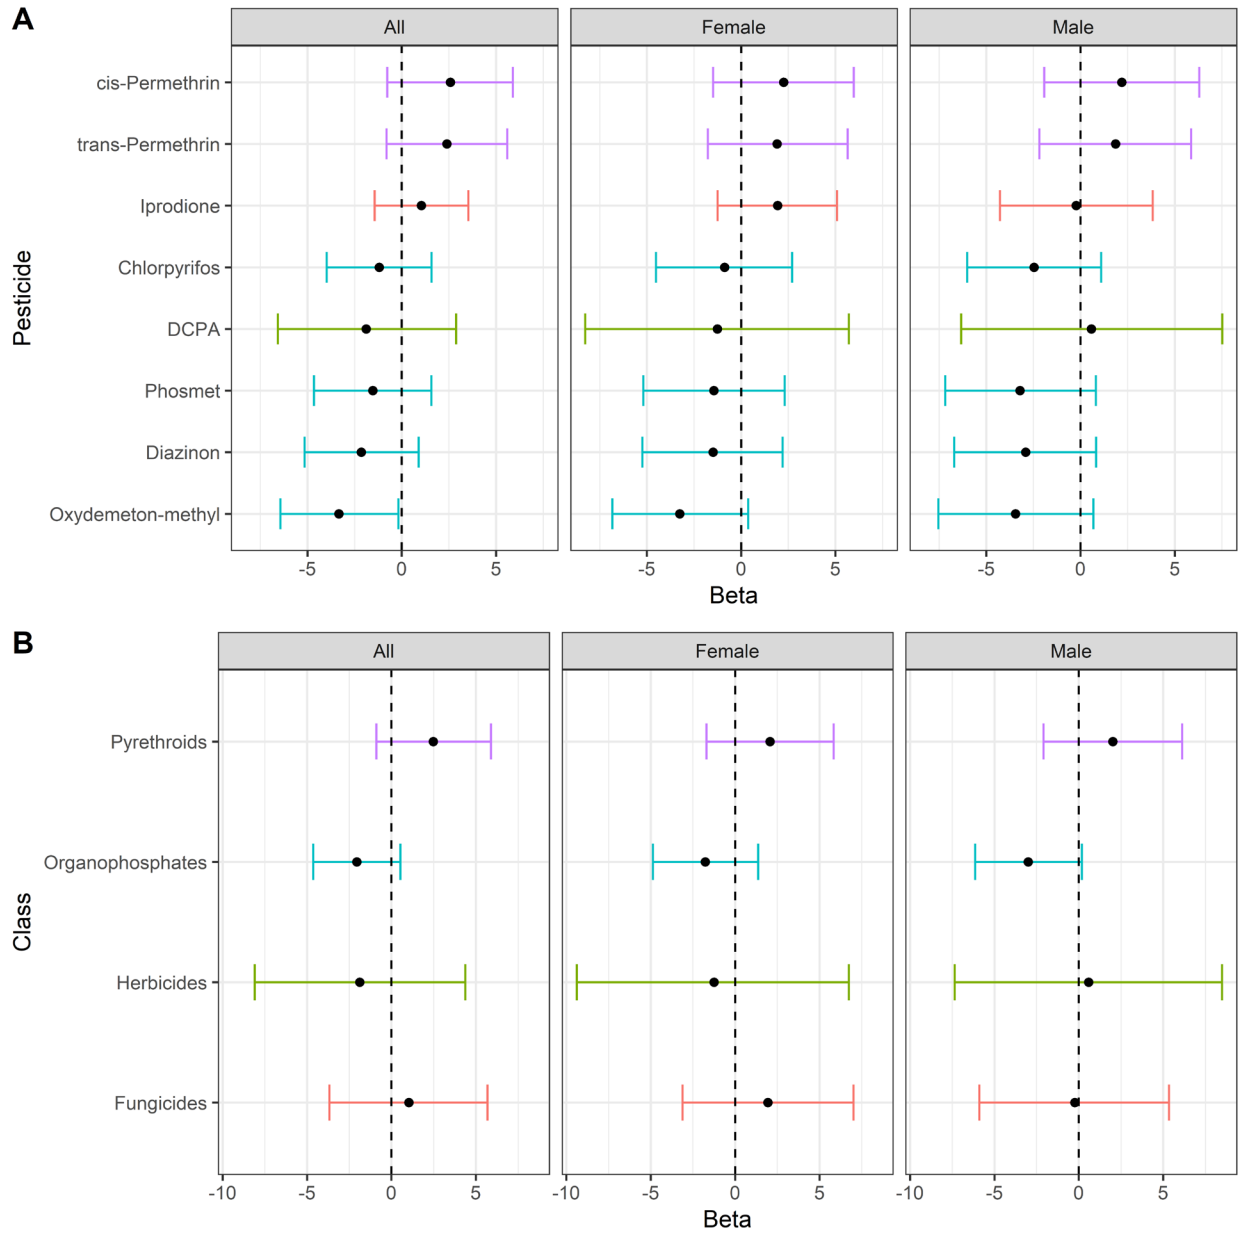 A
All Female Male
Pesticide
cis-Permethrin
trans-Permethrin
Iprodione
Chlorpyrifos
DCPA
Phosmet
Diazinon
Oxydemeton-methyl
-5 0 5 -5 0 5 -5 0 5
Beta
B
All Female Male
Class
Pyrethroids
Organophosphates
Herbicides
Fungicides
-10 -5 0 5 -10 -5 0 5 -10 -5 0 5
Beta